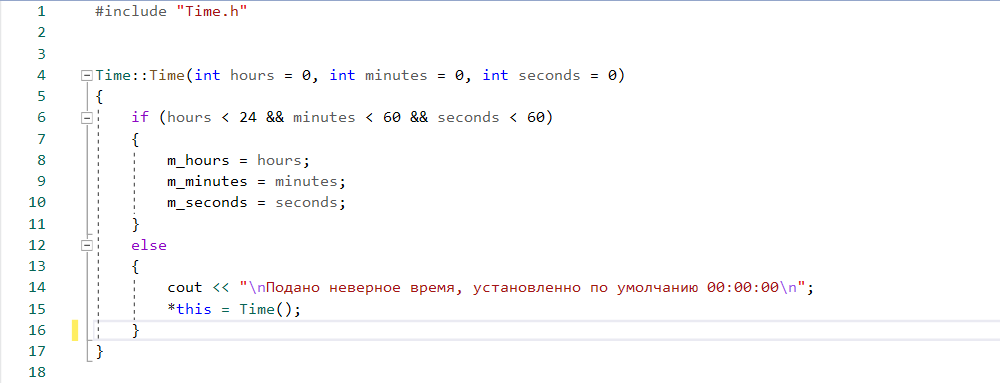 1 #include "Time.h"
2
3
4 Time::Time(int hours = 0, int minutes = 0, int seconds = 0)
5 {
6 if (hours < 24 && minutes < 60 && seconds < 60)
7 {
8 m_hours = hours;
9 m_minutes = minutes;
10 m_seconds = seconds;
11 }
12 else
13 {
14 cout << "\nПодано неверное время, установленно по умолчанию 00:00:00\n";
15 *this = Time();
16 }
17 }
18